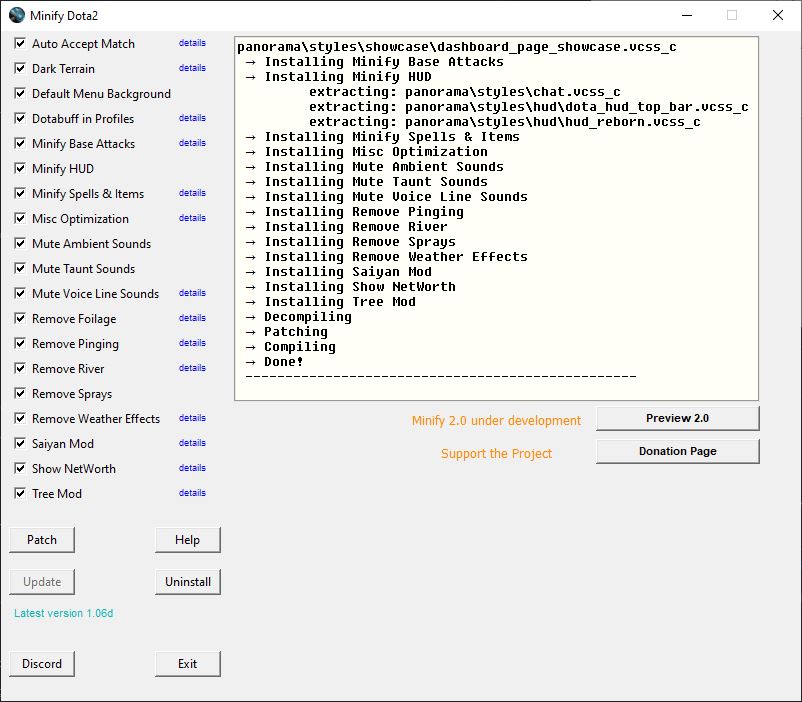 Minify Dota2
Auto Accept Match details
Dark Terrain details
Default Menu Background
Dotabuff in Profiles details
Minify Base Attacks details
Minify HUD
Minify Spells & Items details
Misc Optimization details
Mute Ambient Sounds
Mute Taunt Sounds
Mute Voice Line Sounds details
Remove Foilage details
Remove Pinging details
Remove River details
Remove Sprays
Remove Weather Effects details
Saiyan Mod details
Show NetWorth details
Tree Mod details
Patch Help
Update Uninstall
Latest version 1.06d
Discord Exit
panorama\styles\showcase\dashboard_page_showcase.vcss_c
→ Installing Minify Base Attacks
→ Installing Minify HUD
extracting: panorama\styles\chat.vcss_c
extracting: panorama\styles\hud\dota_hud_top_bar.vcss_c
extracting: panorama\styles\hud\hud_reborn.vcss_c
→ Installing Minify Spells & Items
→ Installing Misc Optimization
→ Installing Mute Ambient Sounds
→ Installing Mute Taunt Sounds
→ Installing Mute Voice Line Sounds
→ Installing Remove Pinging
→ Installing Remove River
→ Installing Remove Sprays
→ Installing Remove Weather Effects
→ Installing Saiyan Mod
→ Installing Show NetWorth
→ Installing Tree Mod
→ Decompiling
→ Patching
→ Compiling
→ Done!
-------------------------------------------------
Minify 2.0 under development Preview 2.0
Support the Project Donation Page